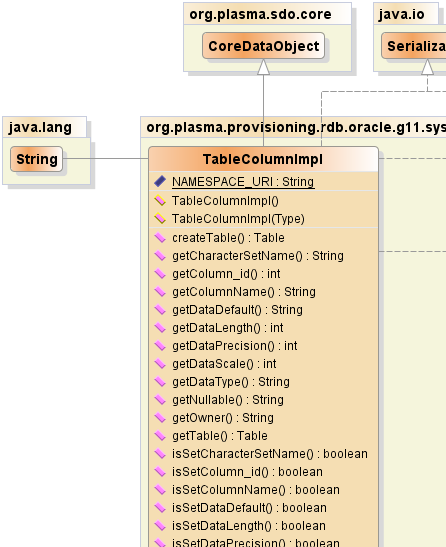 org.plasma.sdo.core
java.io
CoreDataObject
java.lang
org.plasma.provisioning.rdb.oracle.g11.sys
String
TableColumnImpl
NAMESPACE_URI : String
TableColumnImpl()
TableColumnImpl(Type)
createTable() : Table
getCharacterSetName() : String
getColumn_id() : int
getColumnName() : String
getDataDefault() : String
getDataLength() : int
getDataPrecision() : int
getDataScale() : int
getDataType() : String
getNullable() : String
getOwner() : String
getTable() : Table
isSetCharacterSetName() : boolean
isSetColumn_id() : boolean
isSetColumnName() : boolean
isSetDataDefault() : boolean
isSetDataLength() : boolean
isSetDataPrecision() : boolean